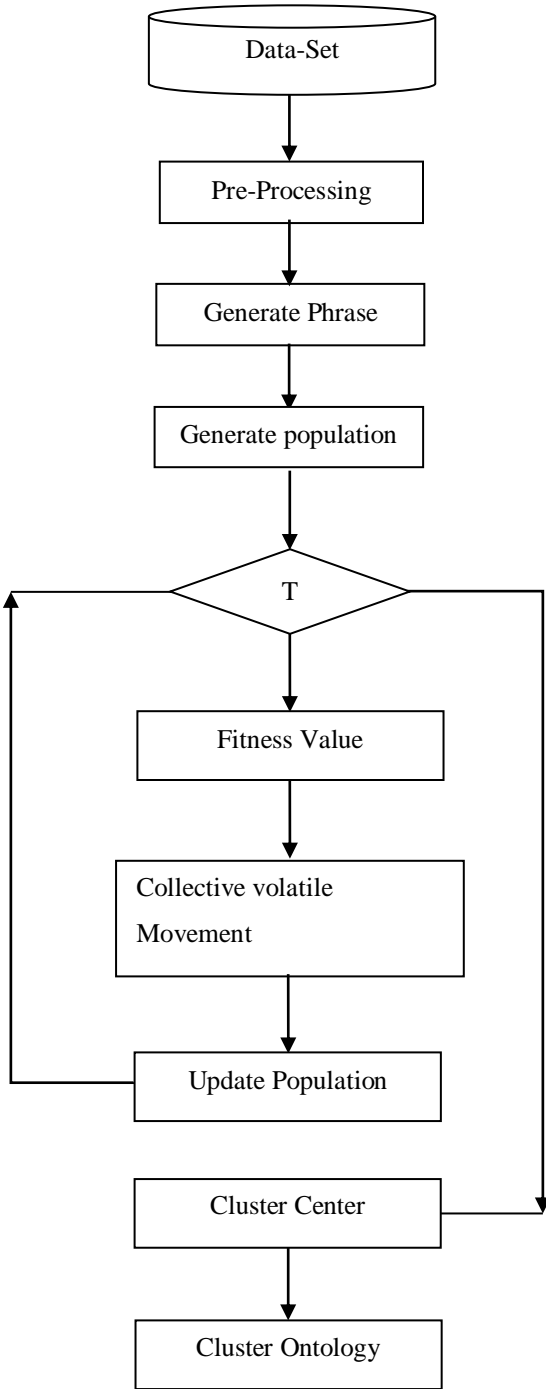 Data-Set
Pre-Processing
Generate Phrase
Generate population
T
Fitness Value
Collective volatile
Movement
Update Population
Cluster Center
Cluster Ontology